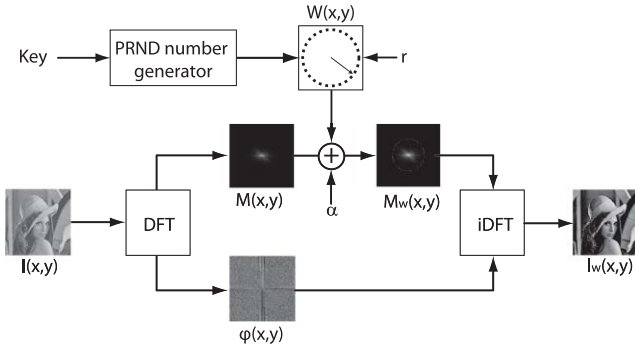 W(x,y)
Key
PRND number
generator
r
M(x,y)
α
Mw(x,y)
DFT
iDFT
I(x,y)
Iw(x,y)
φ(x,y)